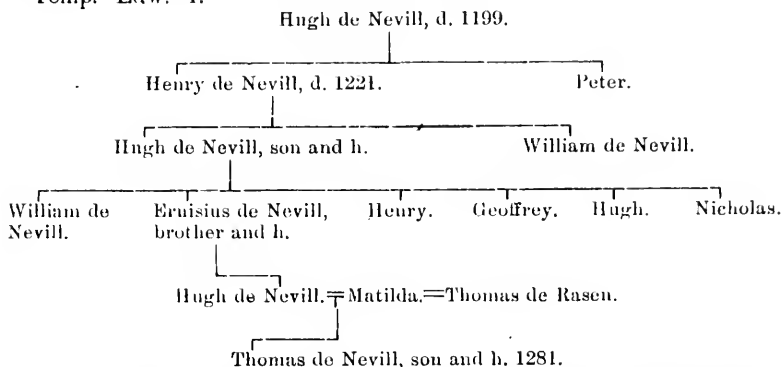 Temp. Edw. I.
Hugh de Nevill, d. 1199.
Henry de Nevill, d. 1221. Peter.
Hugh de Nevill, son and h. William de Nevill.
William de Ernisius de Nevill, Henry. Geoffrey. Hugh. Nicholas.
Nevill. brother and h.
Hugh de Nevill.=Matilda.=Thomas de Rasen.
Thomas de Nevill, son and h. 1281.